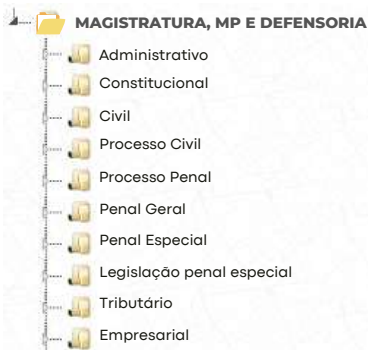 MAGISTRATURA, MP E DEFENSORIA
Administrativo
Constitucional
Civil
Processo Civil
Processo Penal
Penal Geral
Penal Especial
Legislação penal especial
Tributário
Empresarial